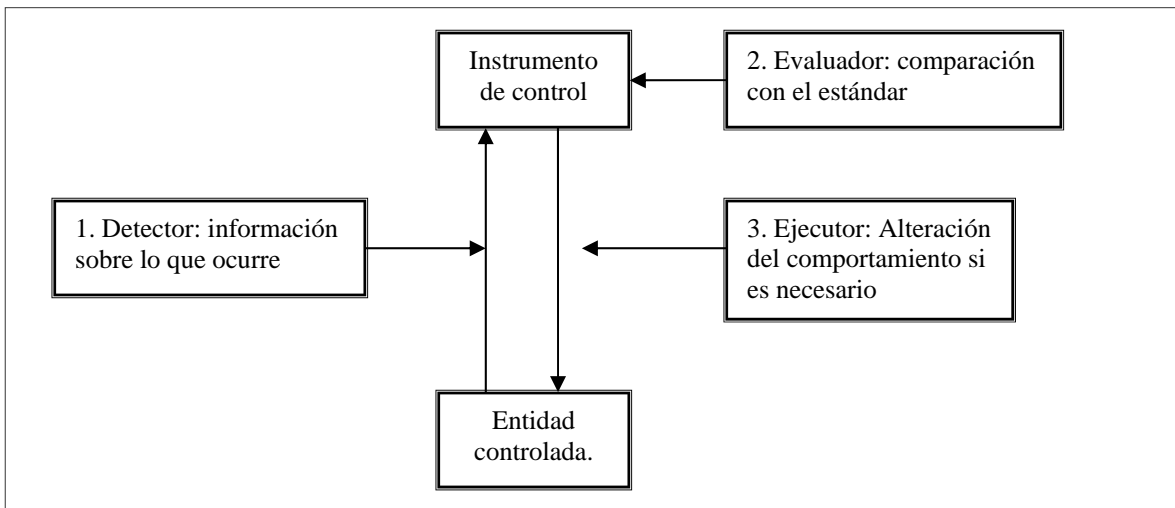 Instrumento
de control
2. Evaluador: comparación
con el estándar
1. Detector: información
sobre lo que ocurre
3. Ejecutor: Alteración
del comportamiento si
es necesario
Entidad
controlada.